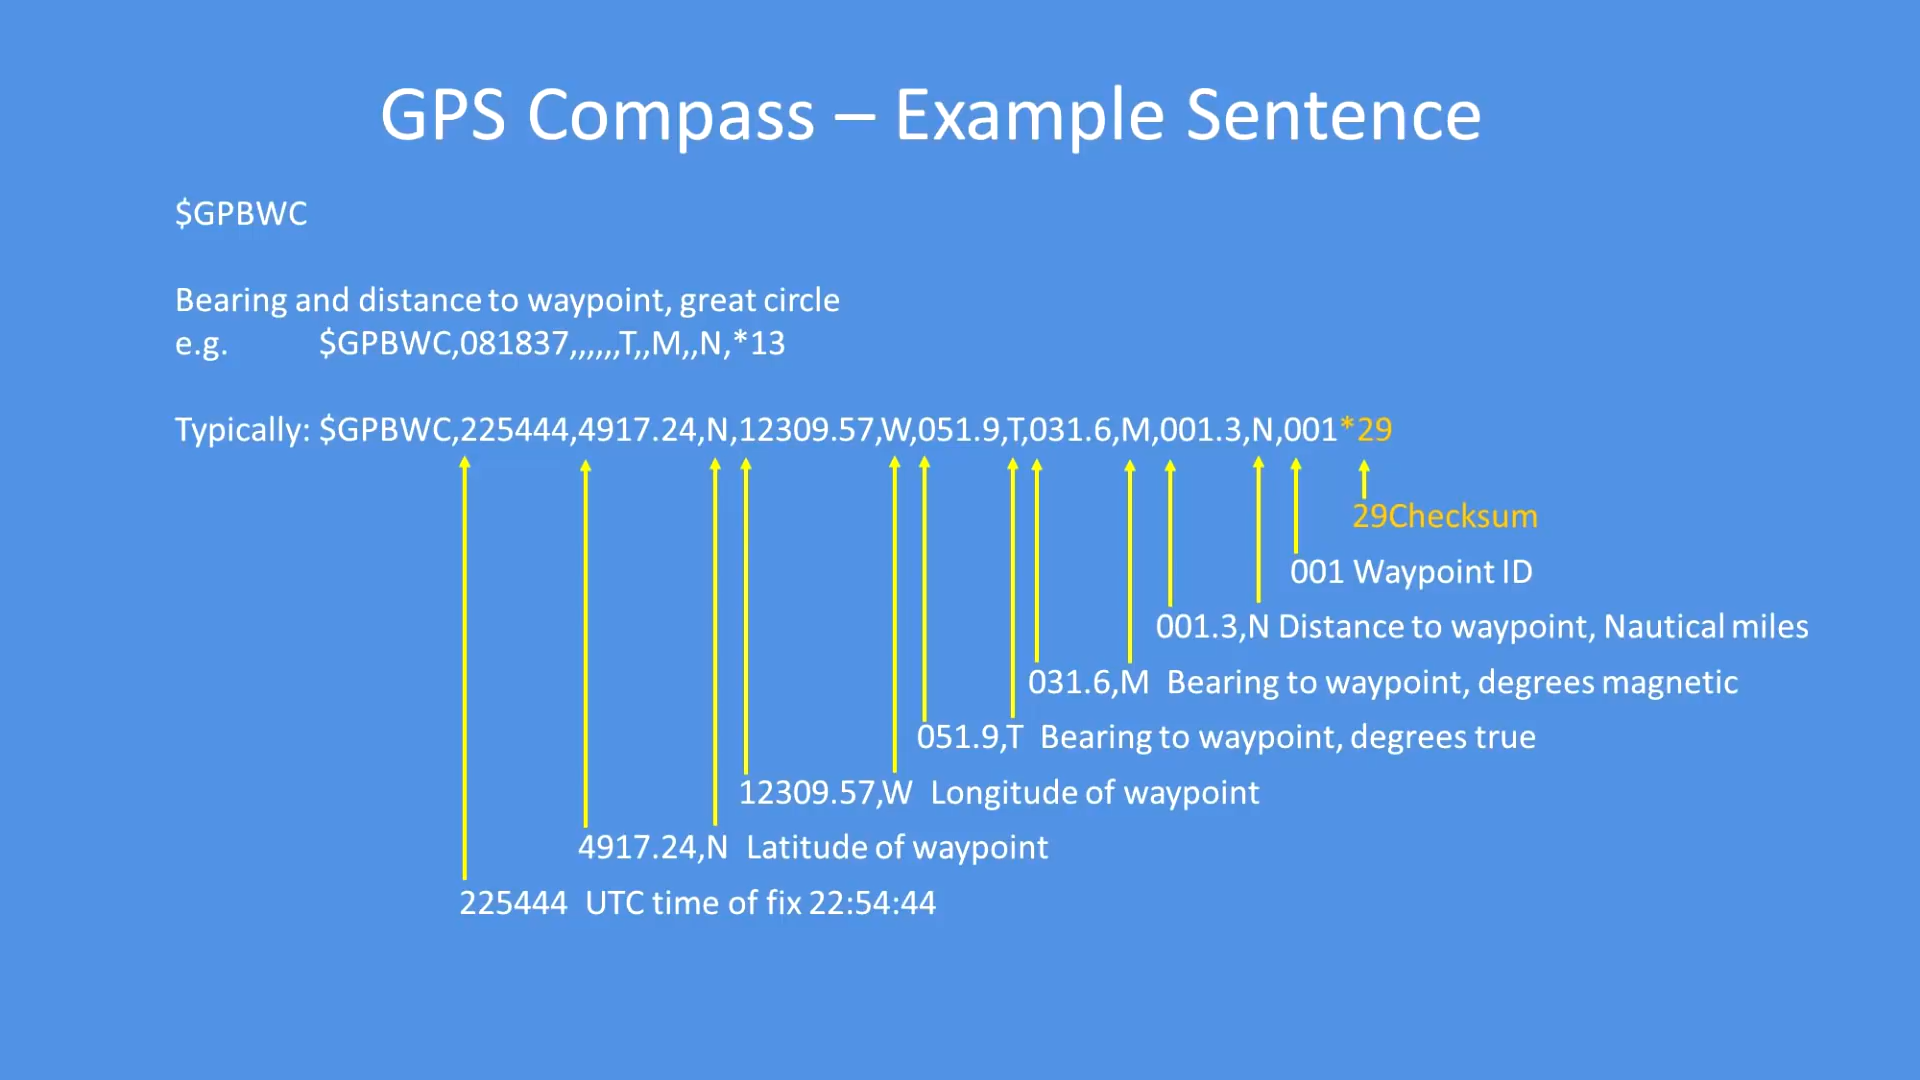 GPS Compass – Example Sentence
$GPBWC
Bearing and distance to waypoint, great circle
e.g. $GPBWC,081837,,,,,,T,,M,,N,*13
Typically: $GPBWC,225444,4917.24,N,12309.57,W,051.9,T,031.6,M,001.3,N,001*29
29Checksum
001 Waypoint ID
001.3,N Distance to waypoint, Nautical miles
031.6,M Bearing to waypoint, degrees magnetic
051.9,T Bearing to waypoint, degrees true
12309.57,W Longitude of waypoint
4917.24,N Latitude of waypoint
225444 UTC time of fix 22:54:44